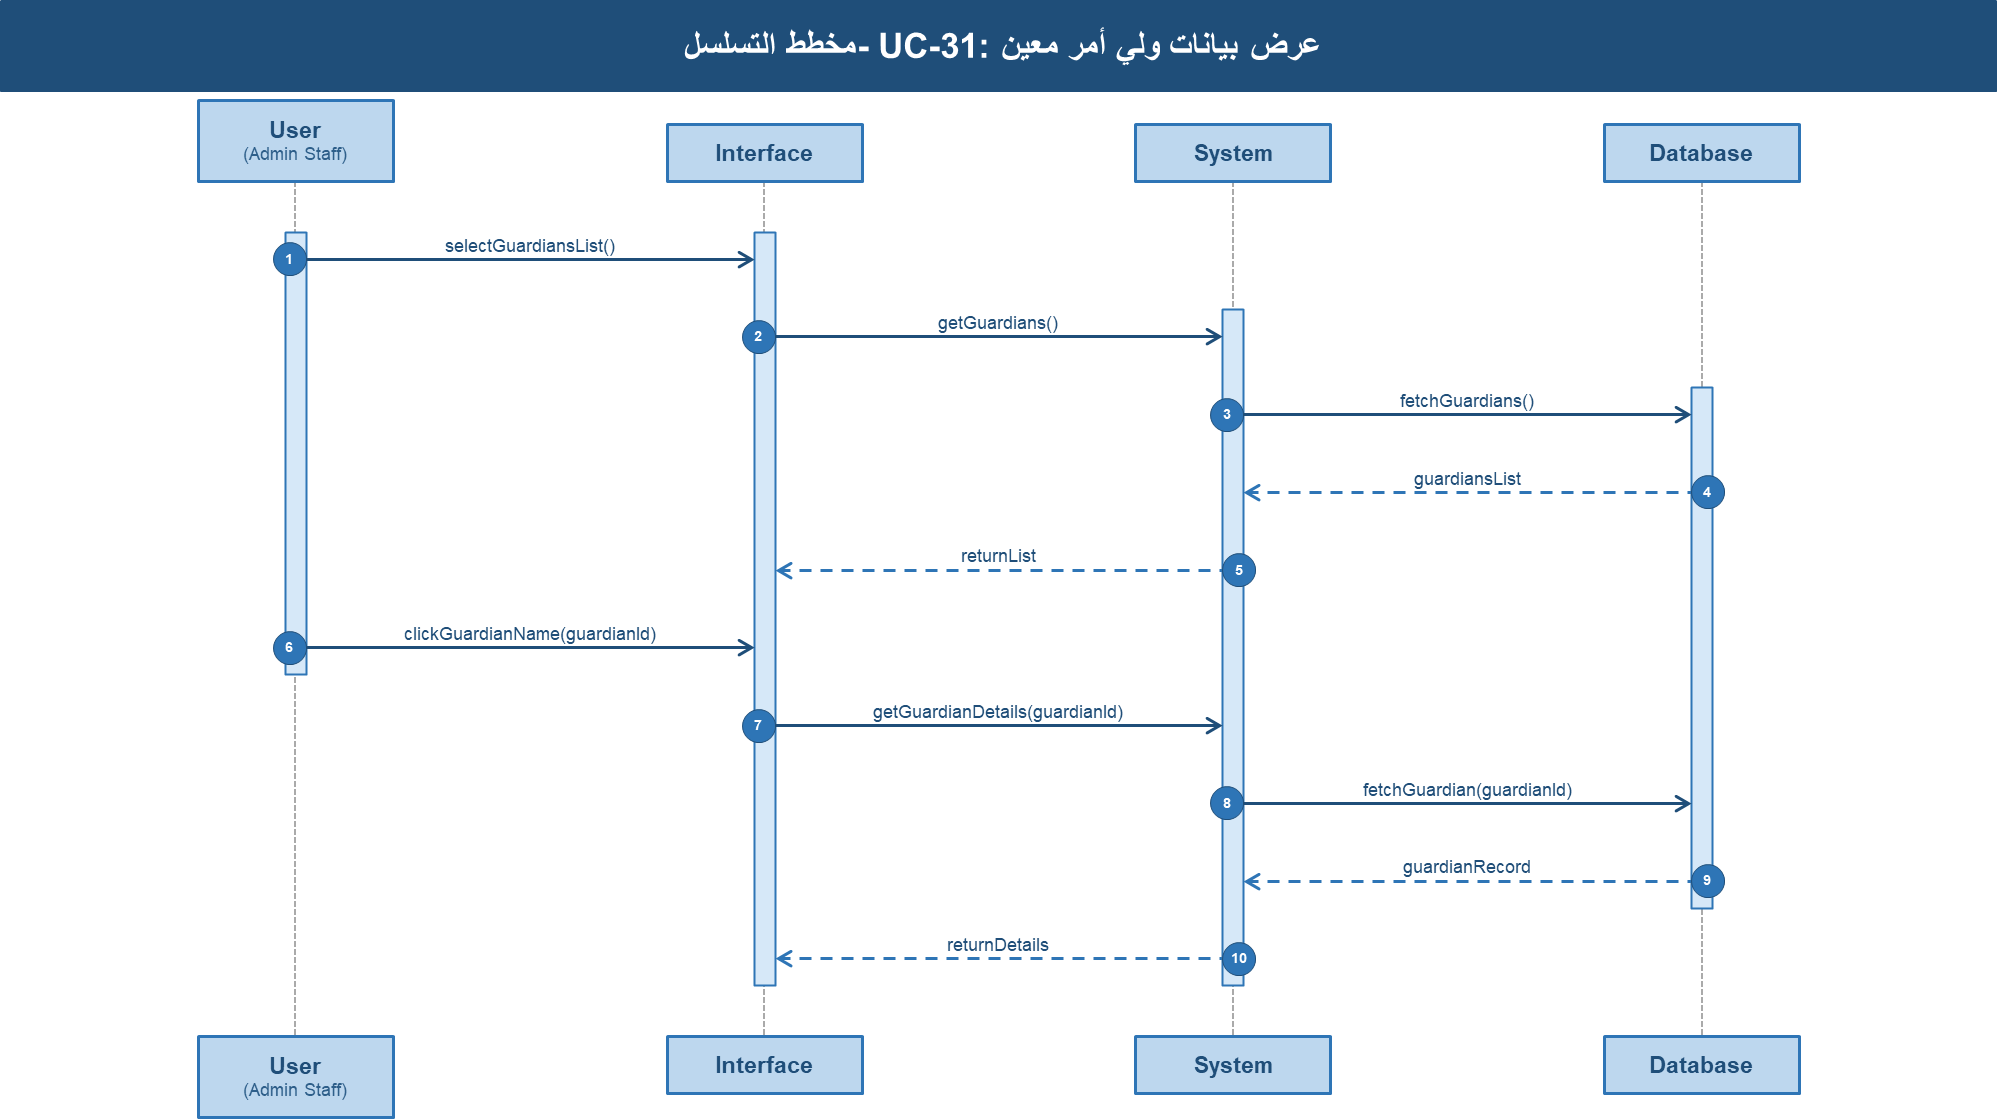 مخطط التسلسل- UC-31: عرض بيانات ولي أمر معين
User
(Admin Staff)
Interface
System
Database
1
selectGuardiansList()
2
getGuardians()
3
fetchGuardians()
guardiansList
4
returnList
5
6
clickGuardianName(guardianId)
7
getGuardianDetails(guardianId)
8
fetchGuardian(guardianId)
guardianRecord
9
returnDetails
10
User
(Admin Staff)
Interface
System
Database